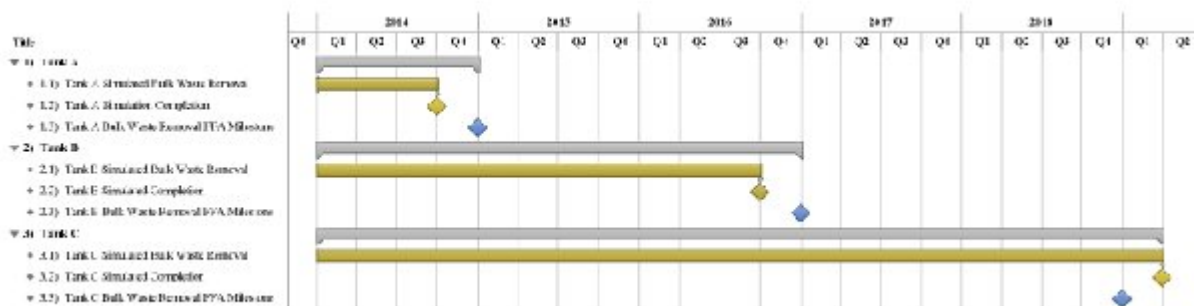 2014 2015 2016 2017 2018
Title Q4 Q1 Q2 Q3 Q4 Q1 Q2 Q3 Q4 Q1 Q2 Q3 Q4 Q1 Q2 Q3 Q4 Q1 Q2 Q3 Q4 Q1 Q2
1) Tank A
1.1) Tank A Simulated Bulk Waste Removal
1.2) Tank A Simulation Completion
1.3) Tank A Bulk Waste Removal FFA Milestone
2) Tank B
2.1) Tank B Simulated Bulk Waste Removal
2.2) Tank B Simulated Completion
2.3) Tank B Bulk Waste Removal FFA Milestone
3) Tank C
3.1) Tank C Simulated Bulk Waste Removal
3.2) Tank C Simulated Completion
3.3) Tank C Bulk Waste Removal FFA Milestone